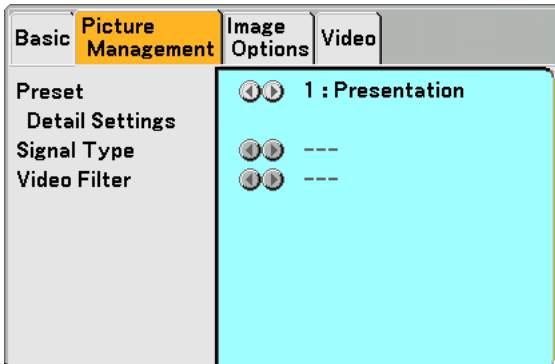 Basic
Picture
Management
Image
Options
Video
Preset
1 : Presentation
Detail Settings
Signal Type
---
Video Filter
---